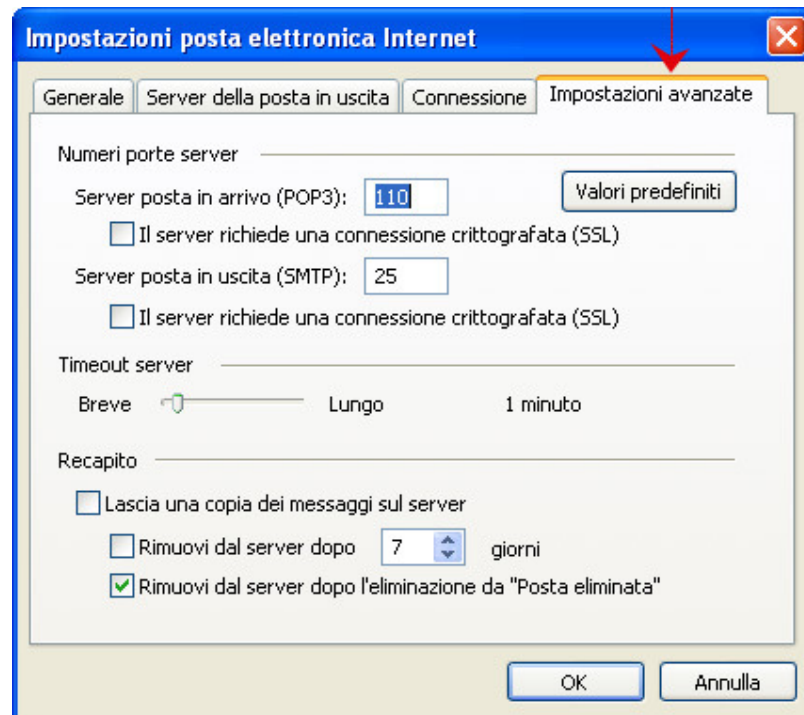 Impostazioni posta elettronica Internet
Generale Server della posta in uscita Connessione Impostazioni avanzate
Numeri porte server
Server posta in arrivo (POP3): 110 Valori predefiniti
Il server richiede una connessione crittografata (SSL)
Server posta in uscita (SMTP): 25
Il server richiede una connessione crittografata (SSL)
Timeout server
Breve Lungo 1 minuto
Recapito
Lascia una copia dei messaggi sul server
Rimuovi dal server dopo 7 giorni
Rimuovi dal server dopo l'eliminazione da "Posta eliminata"
OK Annulla